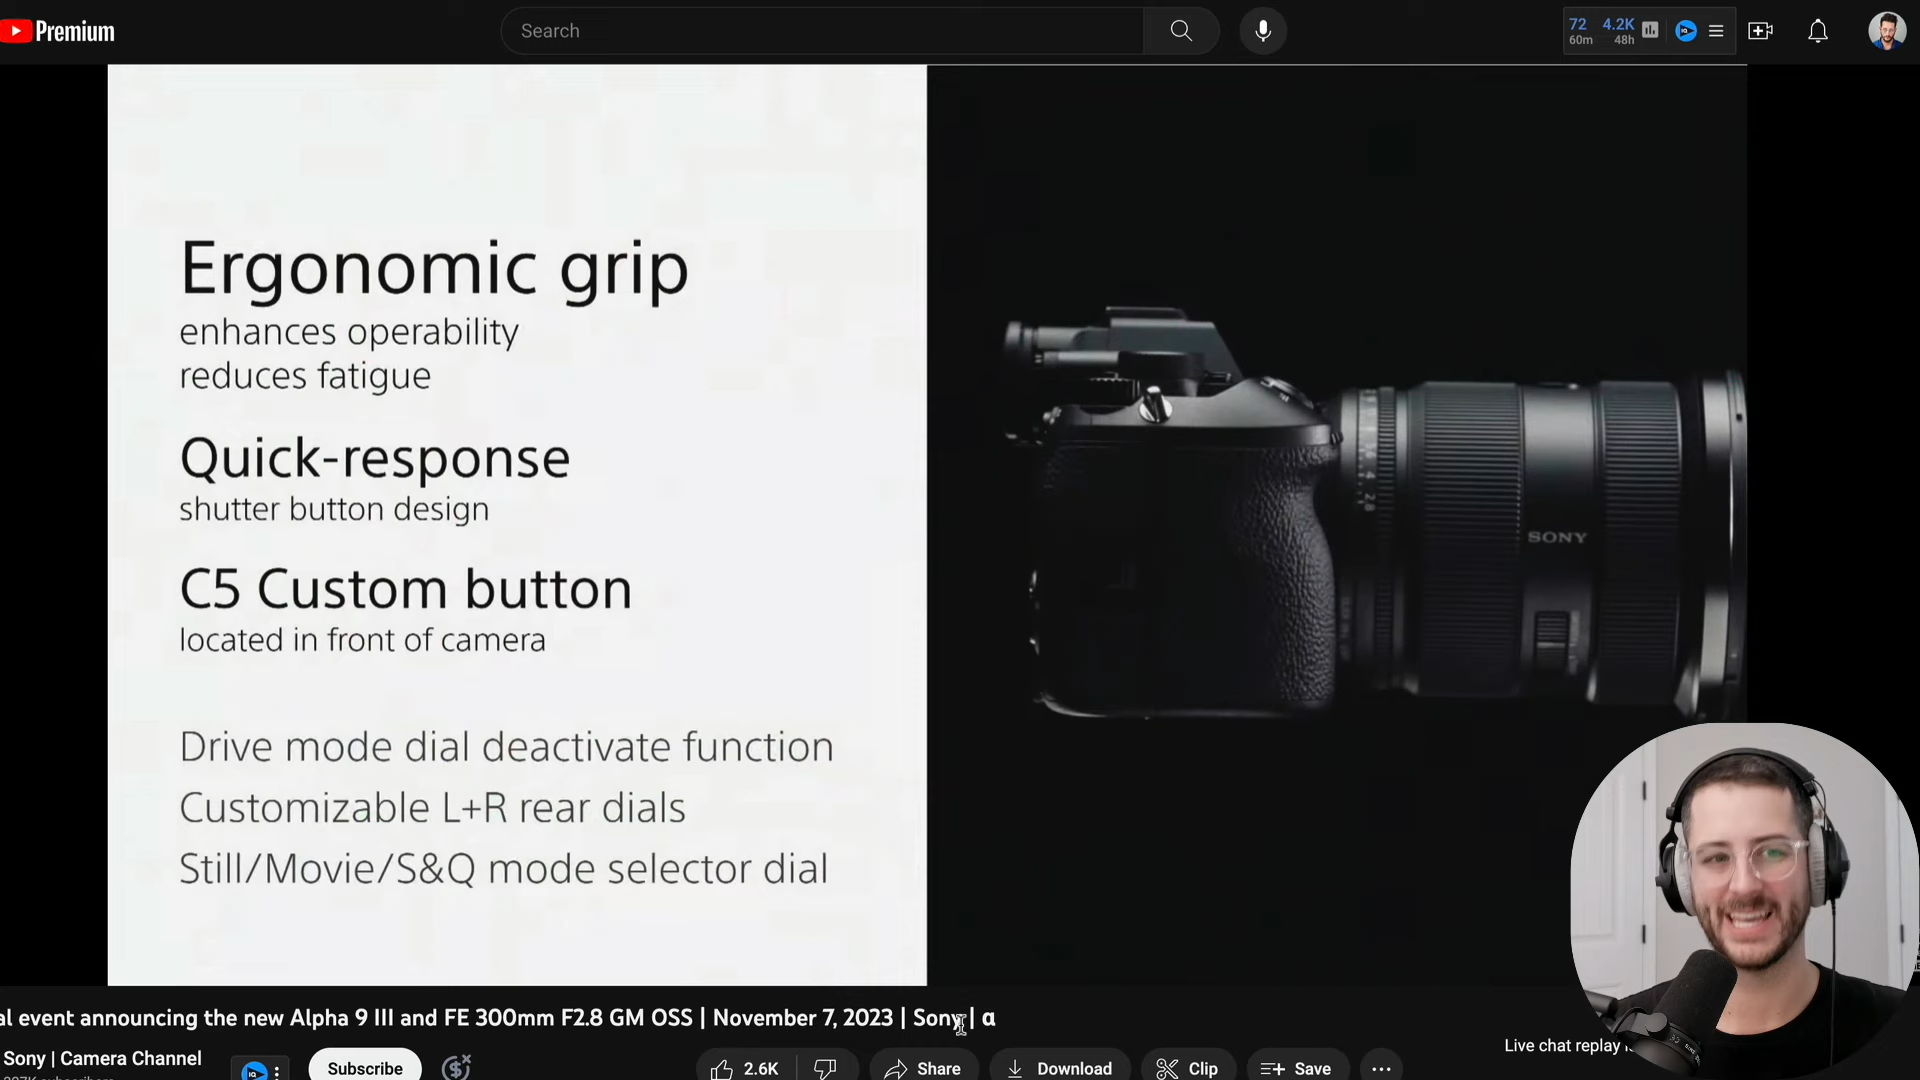 Premium
Search
72 4.2K
60m 48h
Ergonomic grip
enhances operability
reduces fatigue
Quick-response
shutter button design
C5 Custom button
located in front of camera
Drive mode dial deactivate function
Customizable L+R rear dials
Still/Movie/S&Q mode selector dial
SONY
al event announcing the new Alpha 9 III and FE 300mm F2.8 GM OSS | November 7, 2023 | Sony | α
Sony | Camera Channel
Subscribe
2.6K
Share
Download
Clip
Save
Live chat replay